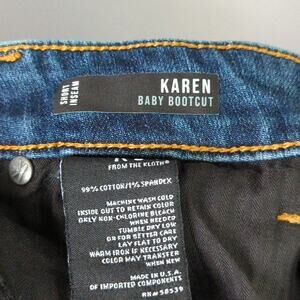 SHORT
INSEAM
KAREN
BABY BOOTCUT
FROM THE KLOTH
99% COTTON/1% SPANDEX
MACHINE WASH COLD
INSIDE OUT TO RETAIN COLOR
ONLY NON-CHLORINE BLEACH
WHEN NEEDED
TUMBLE DRY LOW
OR FOR BETTER CARE
LAY FLAT TO DRY
WARM IRON IF NECESSARY
COLOR MAY TRANSFER
WHEN NEW
MADE IN U.S.A.
OF IMPORTED COMPONENTS
RN# 58539